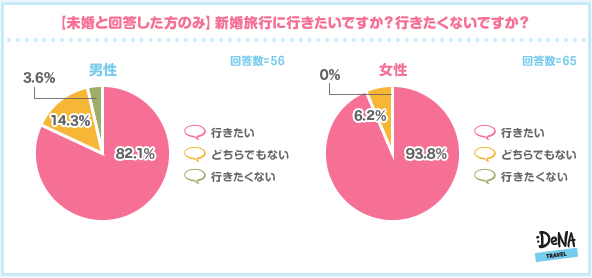 【未婚と回答した方のみ】新婚旅行に行きたいですか？行きたくないですか？
男性
回答数=56
3.6%
14.3%
82.1%
行きたい
どちらでもない
行きたくない
女性
回答数=65
0%
6.2%
93.8%
行きたい
どちらでもない
行きたくない
:DeNA
TRAVEL